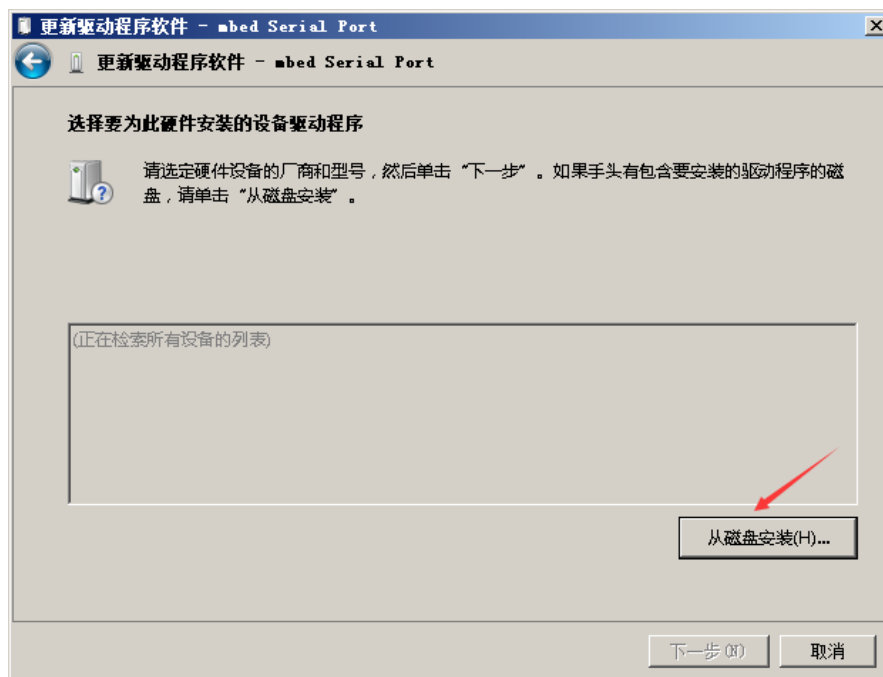 更新驱动程序软件 - mbed Serial Port
更新驱动程序软件 - mbed Serial Port
选择要为此硬件安装的设备驱动程序
请选定硬件设备的厂商和型号,然后单击“下一步”。如果手头有包含要安装的驱动程序的磁
盘,请单击“从磁盘安装”。
(正在检索所有设备的列表)
从磁盘安装(H)...
下一步(N)
取消